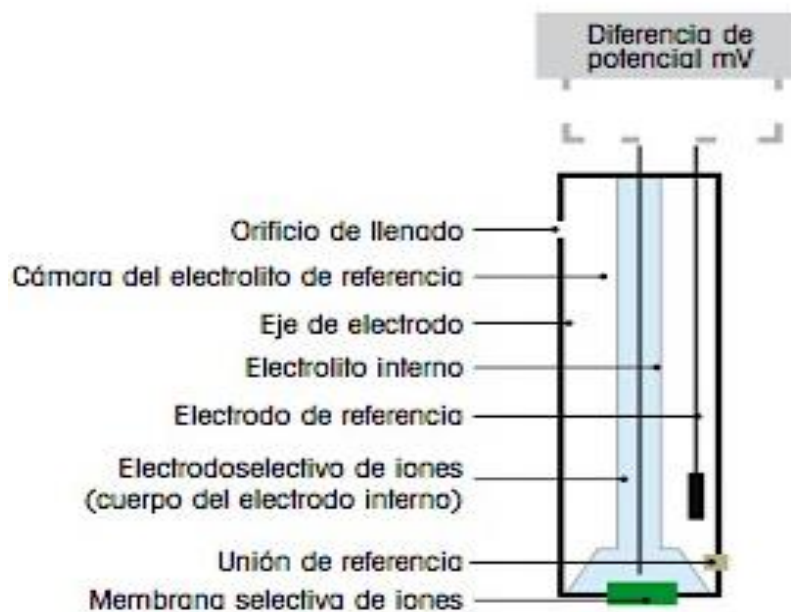 Diferencia de
potencial mV
Orificio de llenado
Cámara del electrolito de referencia
Eje de electrodo
Electrolito interno
Electrodo de referencia
Electrodoselectivo de iones
(cuerpo del electrodo interno)
Unión de referencia
Membrana selectiva de iones